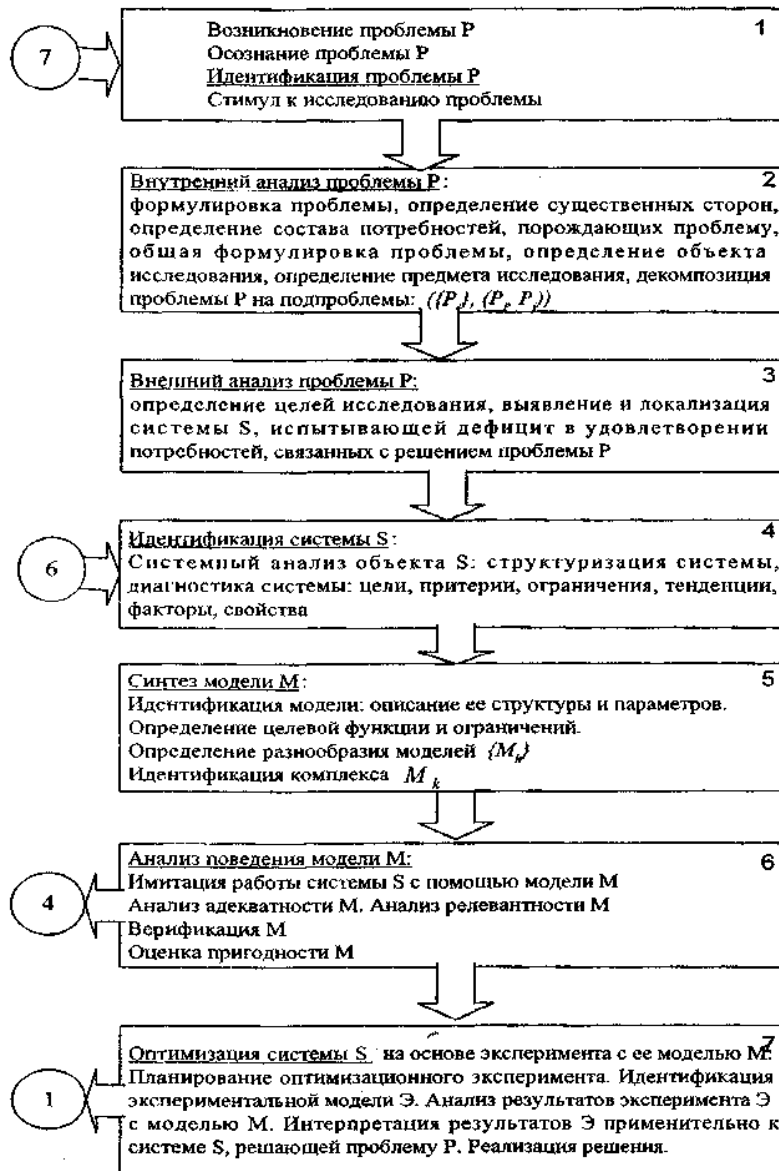 7
1
Возникновение проблемы P
Осознание проблемы P
Идентификация проблемы P
Стимул к исследованию проблемы
2
Внутренний анализ проблемы P:
формулировка проблемы, определение существенных сторон,
определение состава потребностей, порождающих проблему,
общая формулировка проблемы, определение объекта
исследования, определение предмета исследования, декомпозиция
проблемы P на подпроблемы: ({P }, (P , P ))
3
Внешний анализ проблемы P:
определение целей исследования, выявление и локализация
системы S, испытывающей дефицит в удовлетворении
потребностей, связанных с решением проблемы P
6
4
Идентификация системы S:
Системный анализ объекта S: структуризация системы,
диагностика системы: цели, притерии, ограничения, тенденции,
факторы, свойства
5
Синтез модели M:
Идентификация модели: описание ее структуры и параметров.
Определение целевой функции и ограничений.
Определение разнообразия моделей {M }
Идентификация комплекса M k
4
6
Анализ поведения модели M:
Имитация работы системы S с помощью модели M
Анализ адекватности M. Анализ релевантности M
Верификация M
Оценка пригодности M
1
7
Оптимизация системы S на основе эксперимента с ее моделью M:
Планирование оптимизационного эксперимента. Идентификация
экспериментальной модели Э. Анализ результатов эксперимента Э
с моделью M. Интерпретация результатов Э применительно к
системе S, решающей проблему P. Реализация решения.